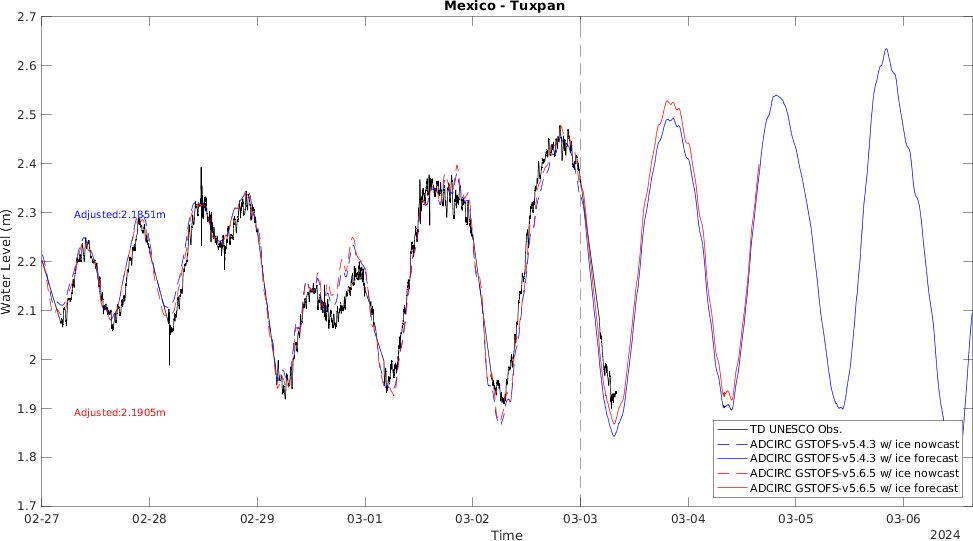 Mexico - Tuxpan
2.7
2.6
2.5
2.4
2.3
2.2
2.1
2
1.9
1.8
1.7
Water Level (m)
Adjusted:2.1851m
Adjusted:2.1905m
TD UNESCO Obs.
ADCIRC GSTOFS-v5.4.3 w/ ice nowcast
ADCIRC GSTOFS-v5.4.3 w/ ice forecast
ADCIRC GSTOFS-v5.6.5 w/ ice nowcast
ADCIRC GSTOFS-v5.6.5 w/ ice forecast
02-27 02-28 02-29 03-01 03-02 03-03 03-04 03-05 03-06
2024
Time